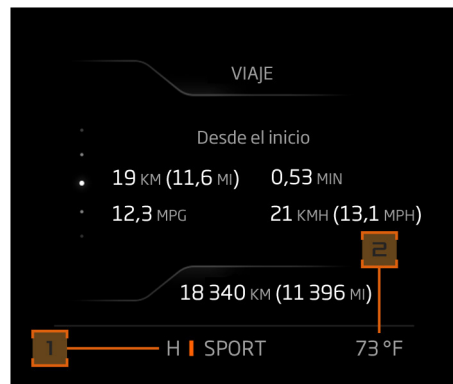 VIAJE
Desde el inicio
19 KM (11,6 MI) 0,53 MIN
12,3 MPG 21 KMH (13,1 MPH)
2
18 340 KM (11 396 MI)
1 H SPORT 73 °F